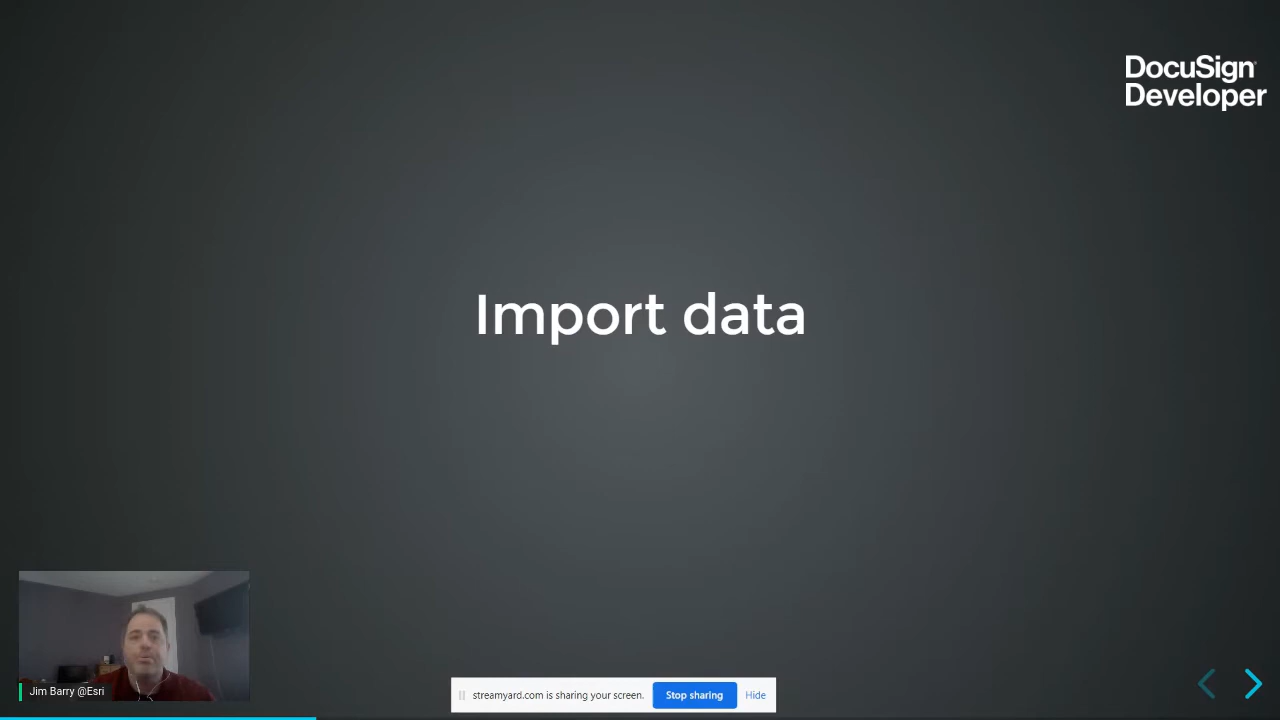 DocuSign
Developer
Import data
Jim Barry @Esri
streamyard.com is sharing your screen.
Stop sharing
Hide